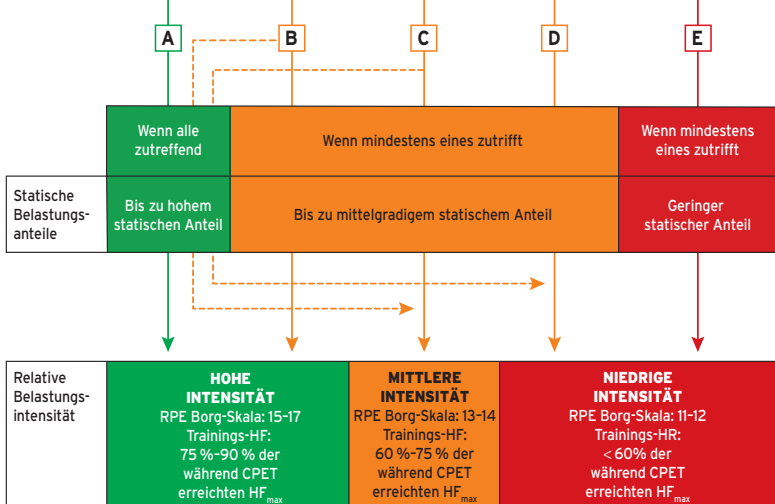 A
B
C
D
E
Wenn alle
zutreffend
Wenn mindestens eines zutrifft
Wenn mindestens
eines zutrifft
Statische
Belastungs-
anteile
Bis zu hohem
statischen Anteil
Bis zu mittelgradigem statischem Anteil
Geringer
statischer Anteil
Relative
Belastungs-
intensität
HOHE
INTENSITÄT
RPE Borg-Skala: 15–17
Trainings-HF:
75 %–90 % der
während CPET
erreichten HFmax
MITTLERE
INTENSITÄT
RPE Borg-Skala: 13–14
Trainings-HF:
60 %–75 % der
während CPET
erreichten HFmax
NIEDRIGE
INTENSITÄT
RPE Borg-Skala: 11–12
Trainings-HR:
< 60% der
während CPET
erreichten HFmax